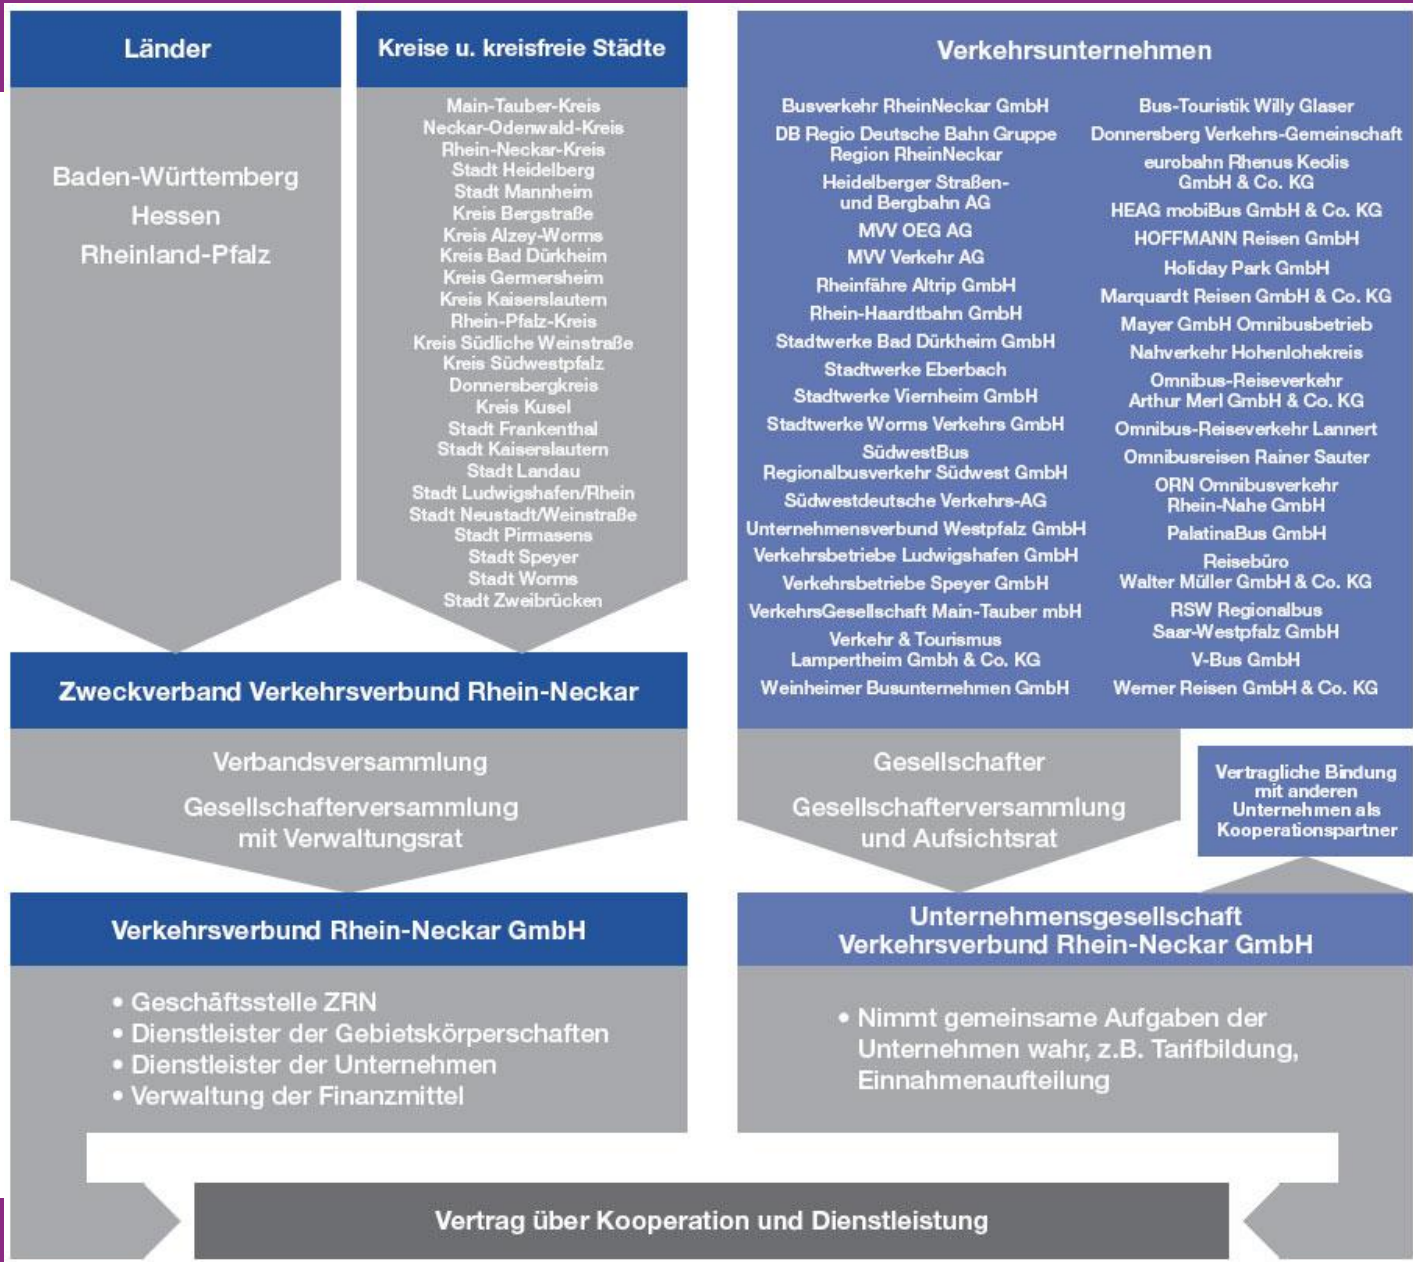 Länder
Baden-Württemberg
Hessen
Rheinland-Pfalz
Kreise u. kreisfreie Städte
Main-Tauber-Kreis
Neckar-Odenwald-Kreis
Rhein-Neckar-Kreis
Stadt Heidelberg
Stadt Mannheim
Kreis Bergstraße
Kreis Alzey-Worms
Kreis Bad Dürkheim
Kreis Germersheim
Kreis Kaiserslautern
Rhein-Pfalz-Kreis
Kreis Südliche Weinstraße
Kreis Südwestpfalz
Donnersbergkreis
Kreis Kusel
Stadt Frankenthal
Stadt Kaiserslautern
Stadt Landau
Stadt Ludwigshafen/Rhein
Stadt Neustadt/Weinstraße
Stadt Pirmasens
Stadt Speyer
Stadt Worms
Stadt Zweibrücken
Zweckverband Verkehrsverbund Rhein-Neckar
Verbandsversammlung
Gesellschafterversammlung
mit Verwaltungsrat
Verkehrsverbund Rhein-Neckar GmbH
• Geschäftsstelle ZRN
• Dienstleister der Gebietskörperschaften
• Dienstleister der Unternehmen
• Verwaltung der Finanzmittel
Verkehrsunternehmen
Busverkehr RheinNeckar GmbH
DB Regio Deutsche Bahn Gruppe
Region RheinNeckar
Heidelberger Straßen-
und Bergbahn AG
MVV OEG AG
MVV Verkehr AG
Rheinfähre Altrip GmbH
Rhein-Haardtbahn GmbH
Stadtwerke Bad Dürkheim GmbH
Stadtwerke Eberbach
Stadtwerke Viernheim GmbH
Stadtwerke Worms Verkehrs GmbH
SüdwestBus
Regionalbusverkehr Südwest GmbH
Südwestdeutsche Verkehrs-AG
Unternehmensverbund Westpfalz GmbH
Verkehrsbetriebe Ludwigshafen GmbH
Verkehrsbetriebe Speyer GmbH
VerkehrsGesellschaft Main-Tauber mbH
Verkehr & Tourismus
Lampertheim Gmbh & Co. KG
Weinheimer Busunternehmen GmbH
Bus-Touristik Willy Glaser
Donnersberg Verkehrs-Gemeinschaft
eurobahn Rhenus Keolis
GmbH & Co. KG
HEAG mobiBus GmbH & Co. KG
HOFFMANN Reisen GmbH
Holiday Park GmbH
Marquardt Reisen GmbH & Co. KG
Mayer GmbH Omnibusbetrieb
Nahverkehr Hohenlohekreis
Omnibus-Reiseverkehr
Arthur Merl GmbH & Co. KG
Omnibus-Reiseverkehr Lannert
Omnibusreisen Rainer Sauter
ORN Omnibusverkehr
Rhein-Nahe GmbH
PalatinaBus GmbH
Reisebüro
Walter Müller GmbH & Co. KG
RSW Regionalbus
Saar-Westpfalz GmbH
V-Bus GmbH
Werner Reisen GmbH & Co. KG
Gesellschafter
Gesellschafterversammlung
und Aufsichtsrat
Vertragliche Bindung
mit anderen
Unternehmen als
Kooperationspartner
Unternehmensgesellschaft
Verkehrsverbund Rhein-Neckar GmbH
• Nimmt gemeinsame Aufgaben der
Unternehmen wahr, z.B. Tarifbildung,
Einnahmenaufteilung
Vertrag über Kooperation und Dienstleistung